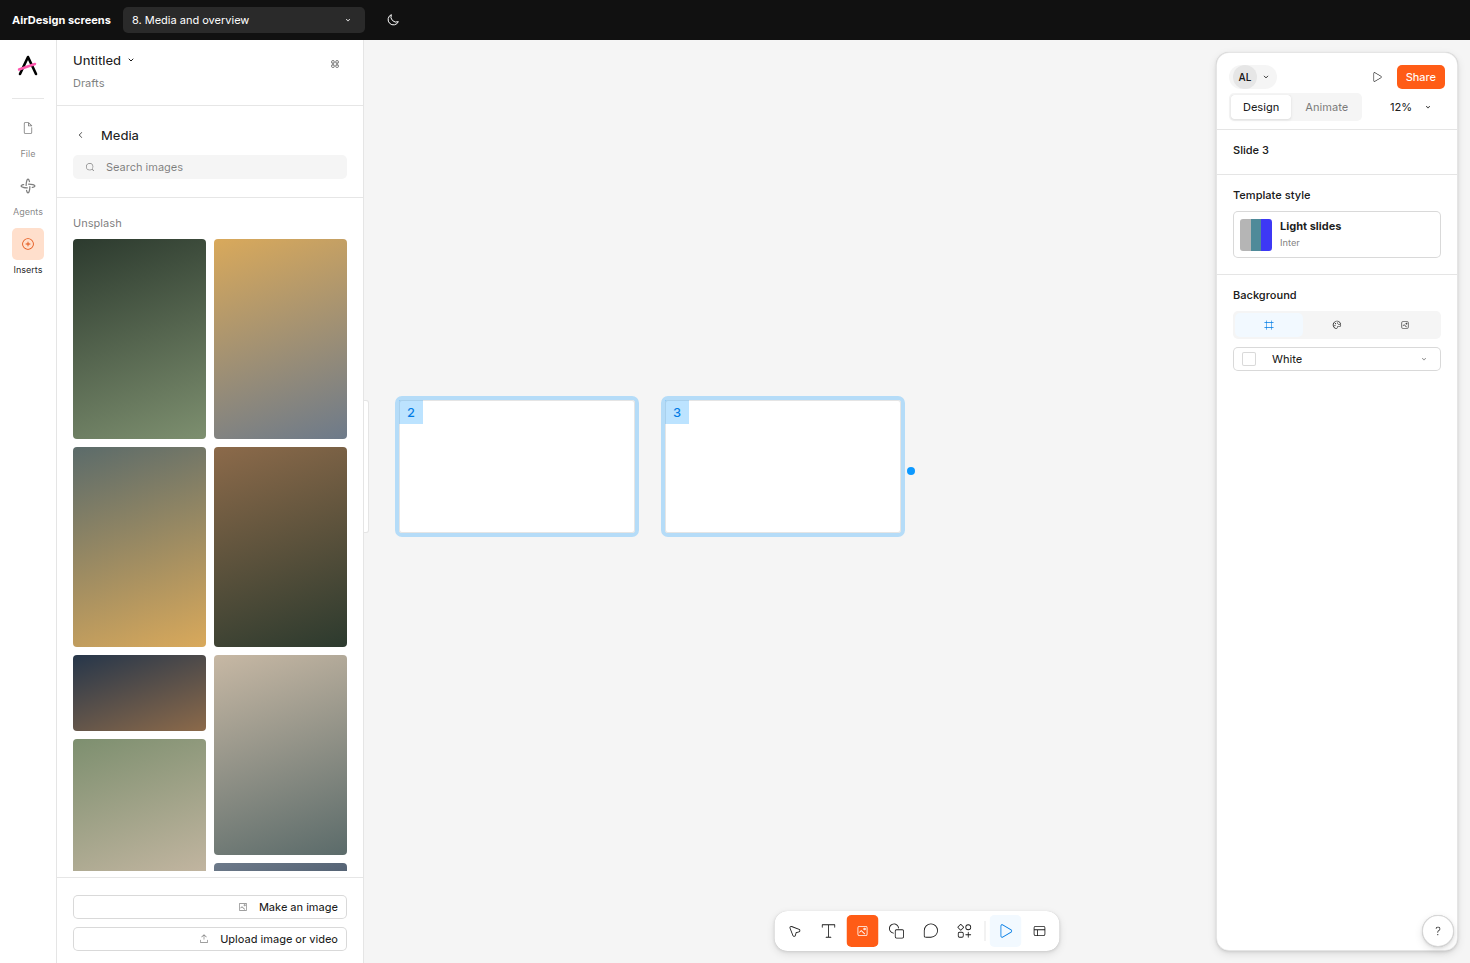 AirDesign screens
8. Media and overview
Untitled
Drafts
File
Agents
Inserts
Media
Search images
Unsplash
Make an image
Upload image or video
2
3
AL
Share
Design
Animate
12%
Slide 3
Template style
Light slides
Inter
Background
White
?